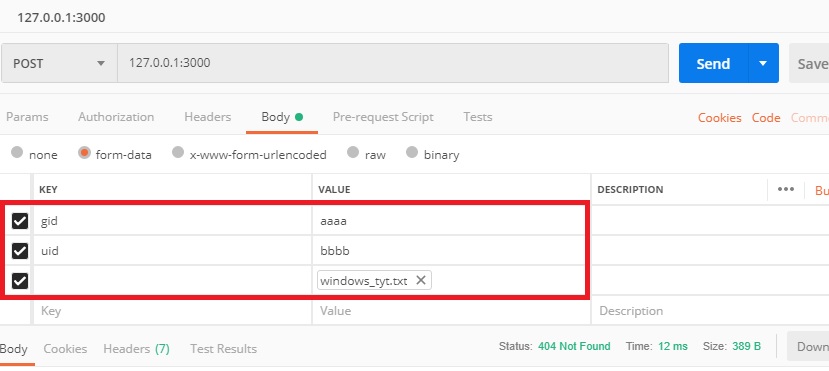 127.0.0.1:3000
POST 127.0.0.1:3000 Send Save
Params Authorization Headers Body Pre-request Script Tests Cookies Code Comme
none form-data x-www-form-urlencoded raw binary
KEY VALUE DESCRIPTION ••• Bu
gid aaaa
uid bbbb
windows_tyt.txt
Key Value Description
Body Cookies Headers (7) Test Results Status: 404 Not Found Time: 12 ms Size: 389 B Down